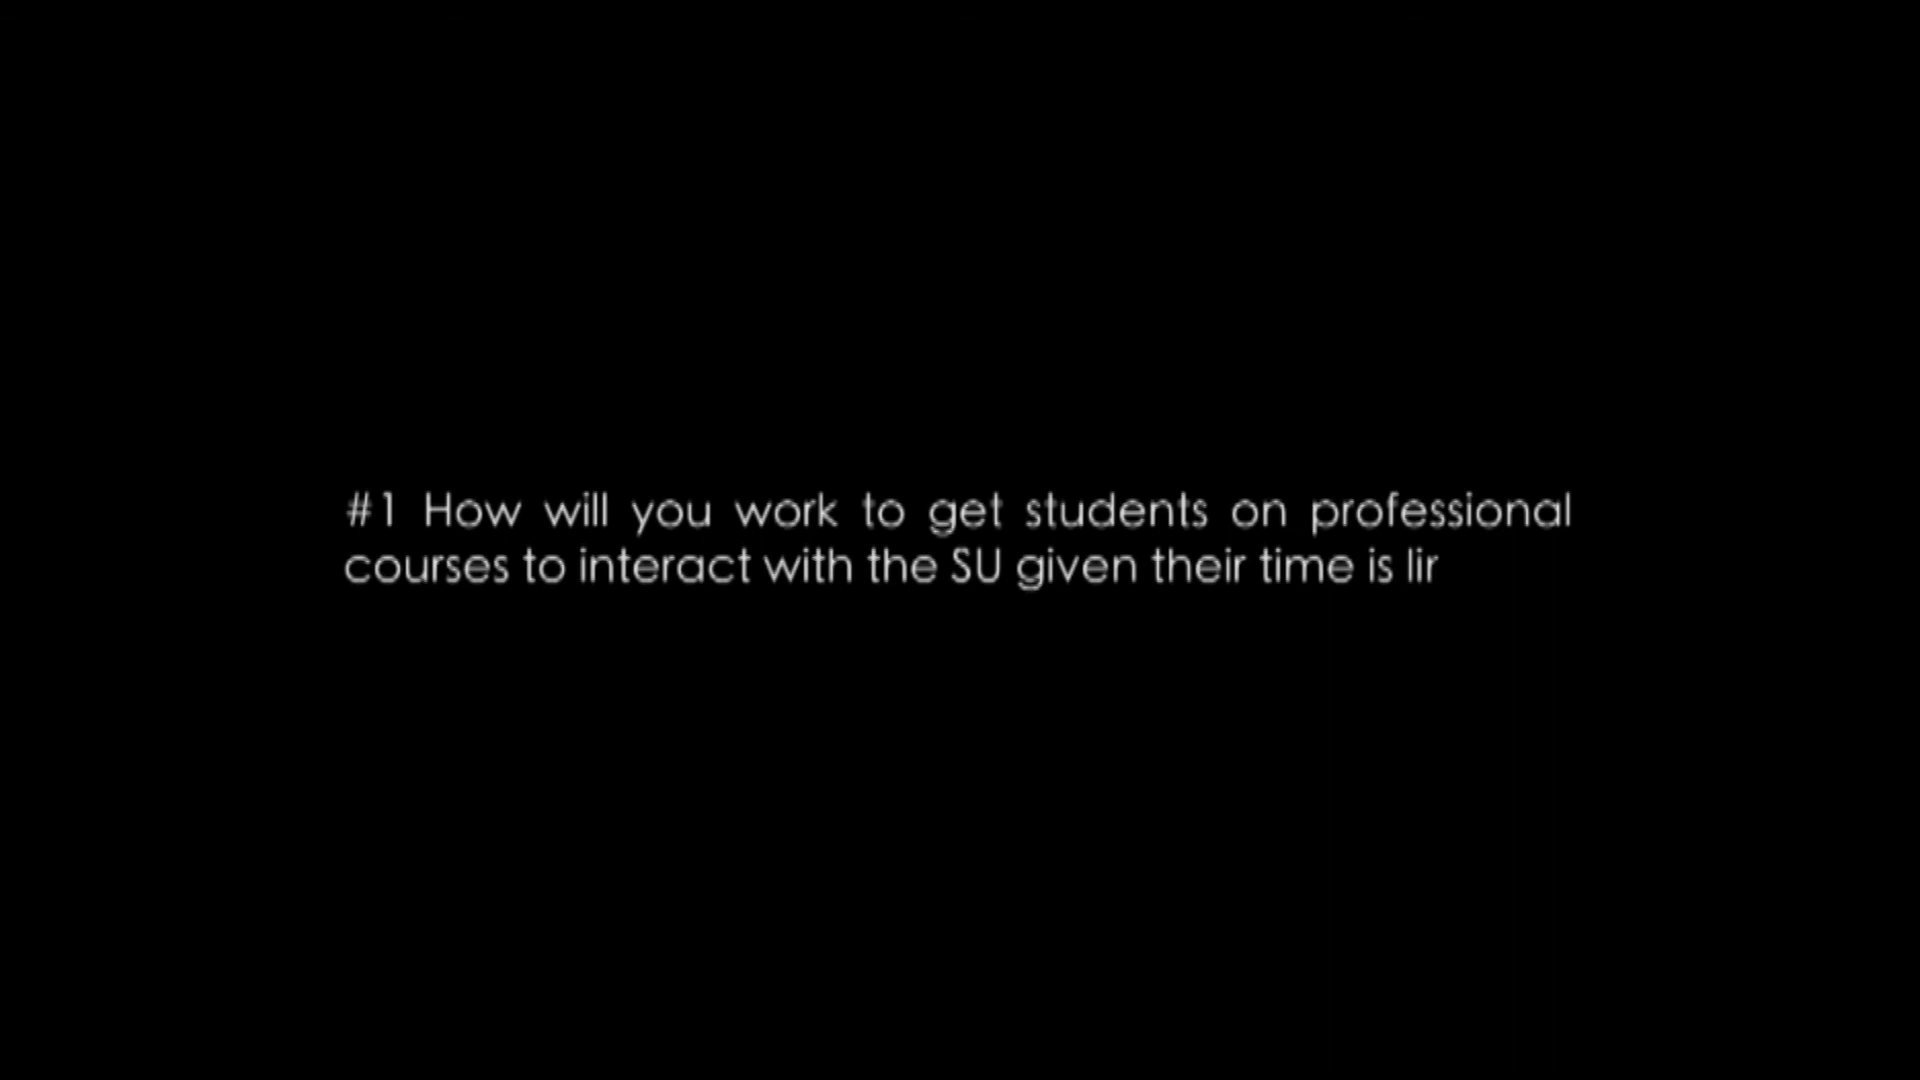 #1 How will you work to get students on professional
courses to interact with the SU given their time is lir